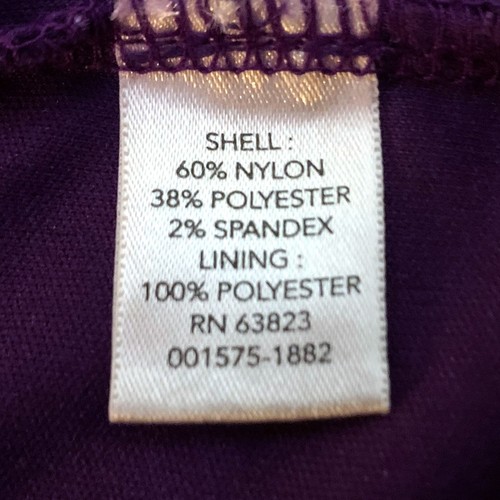 SHELL :
60% NYLON
38% POLYESTER
2% SPANDEX
LINING :
100% POLYESTER
RN 63823
001575-1882